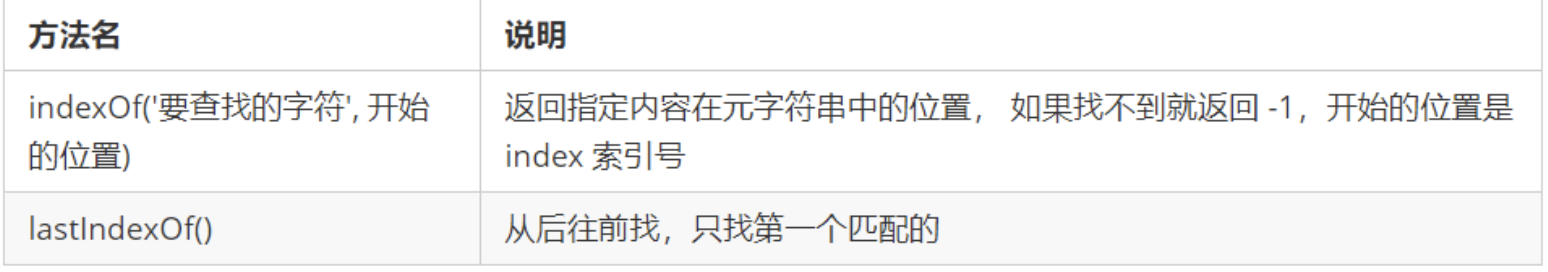 方法名
说明
indexOf('要查找的字符', 开始
的位置)
返回指定内容在元字符串中的位置， 如果找不到就返回 -1，开始的位置是
index 索引号
lastIndexOf()
从后往前找，只找第一个匹配的